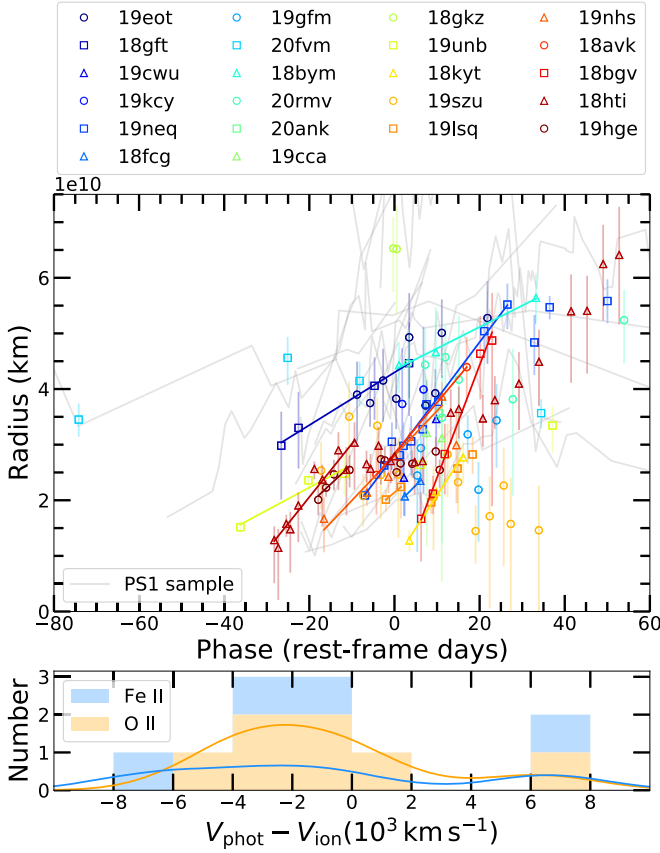 19eot 19gfm 18gkz 19nhs
18gft 20fvm 19unb 18avk
19cwu 18bym 18kyt 18bgv
19kcy 20rmv 19szu 18hti
19neq 20ank 19lsq 19hge
18fcg 19cca
1e10
6
4
2
0
Radius (km)
PS1 sample
−80 −60 −40 −20 0 20 40 60
Phase (rest-frame days)
3
2
1
0
Number
Fe II
O II
−8 −6 −4 −2 0 2 4 6 8
V_phot − V_ion (10³ km s⁻¹)